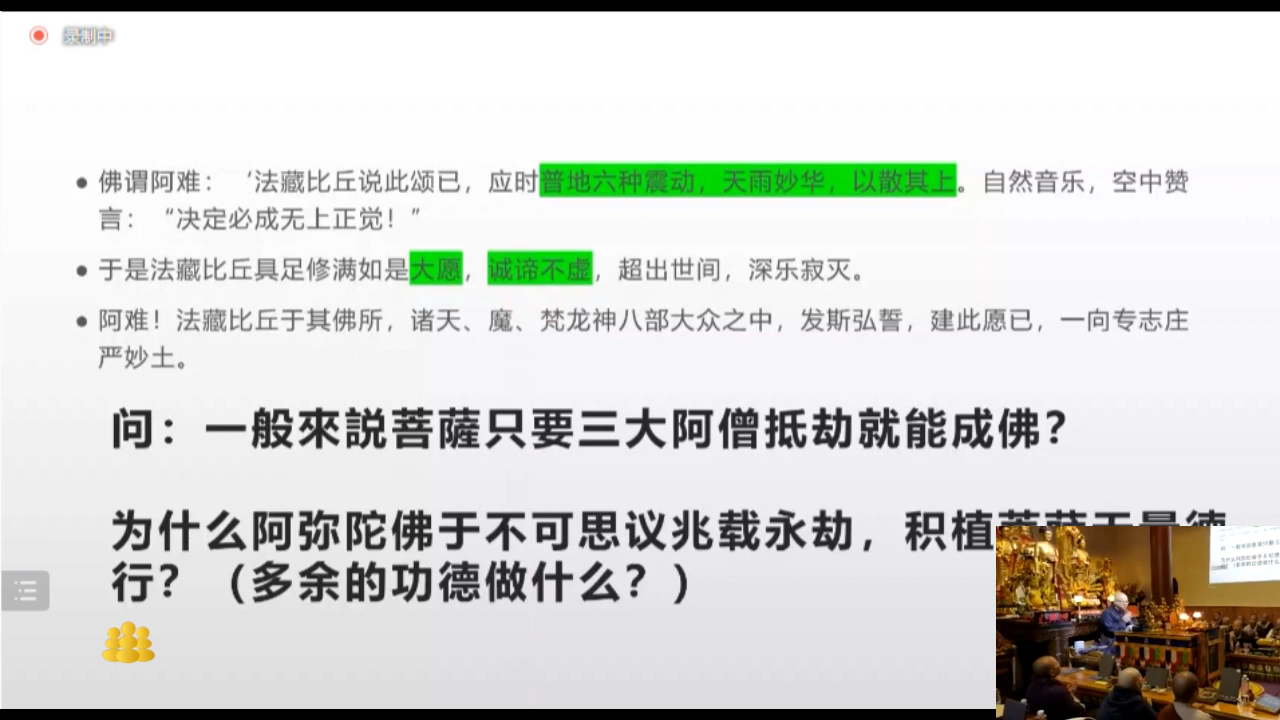 录制中
佛谓阿难：‘法藏比丘说此颂已，应时普地六种震动，天雨妙华，以散其上。自然音乐，空中赞
言：“决定必成无上正觉！”
于是法藏比丘具足修满如是大愿，诚谛不虚，超出世间，深乐寂灭。
阿难！法藏比丘于其佛所，诸天、魔、梵龙神八部大众之中，发斯弘誓，建此愿已，一向专志庄
严妙土。
问：一般來説菩薩只要三大阿僧抵劫就能成佛？
为什么阿弥陀佛于不可思议兆载永劫，积植
行？（多余的功德做什么？）